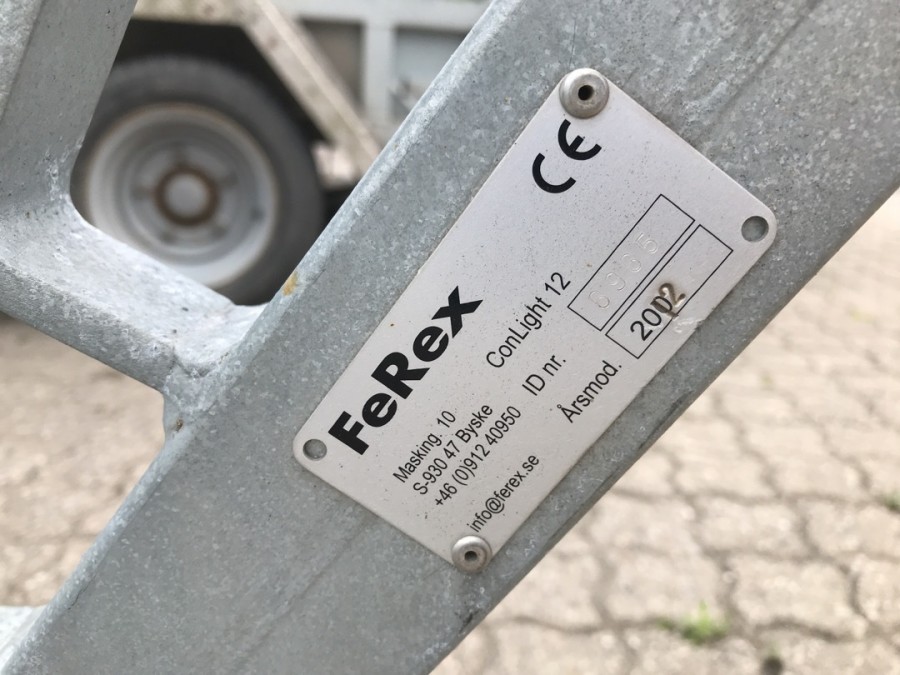 CE
FeRex
Masking. 10
S-930 47 Byske
+46 (0)912 40950
info@ferex.se
ConLight 12
ID nr.
Årsmod.